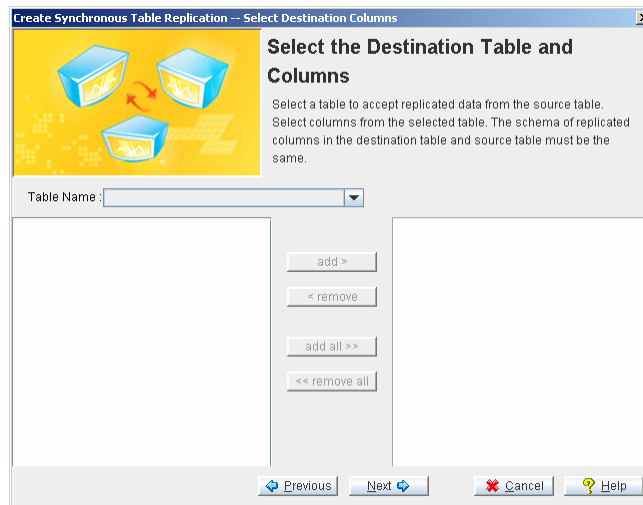 Create Synchronous Table Replication -- Select Destination Columns
Select the Destination Table and
Columns
Select a table to accept replicated data from the source table.
Select columns from the selected table. The schema of replicated
columns in the destination table and source table must be the
same.
Table Name :
add >
< remove
add all >>
<< remove all
Previous Next Cancel Help